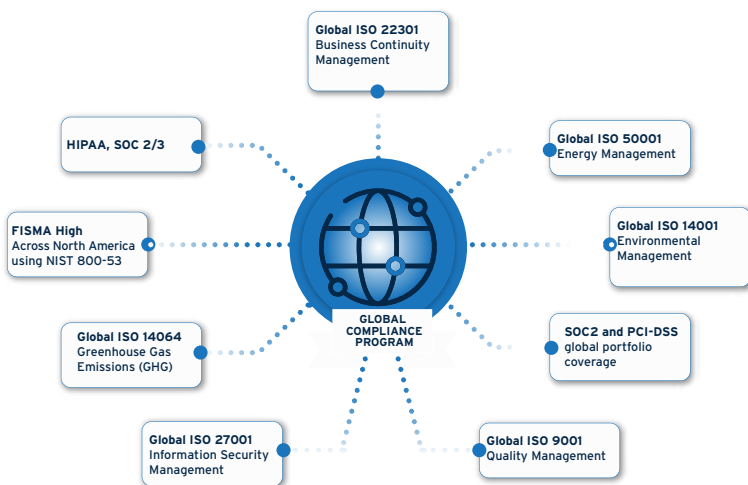 Global ISO 22301
Business Continuity
Management
HIPAA, SOC 2/3
Global ISO 50001
Energy Management
FISMA High
Across North America
using NIST 800-53
Global ISO 14001
Environmental
Management
GLOBAL
COMPLIANCE
PROGRAM
Global ISO 14064
Greenhouse Gas
Emissions (GHG)
SOC2 and PCI-DSS
global portfolio
coverage
Global ISO 27001
Information Security
Management
Global ISO 9001
Quality Management